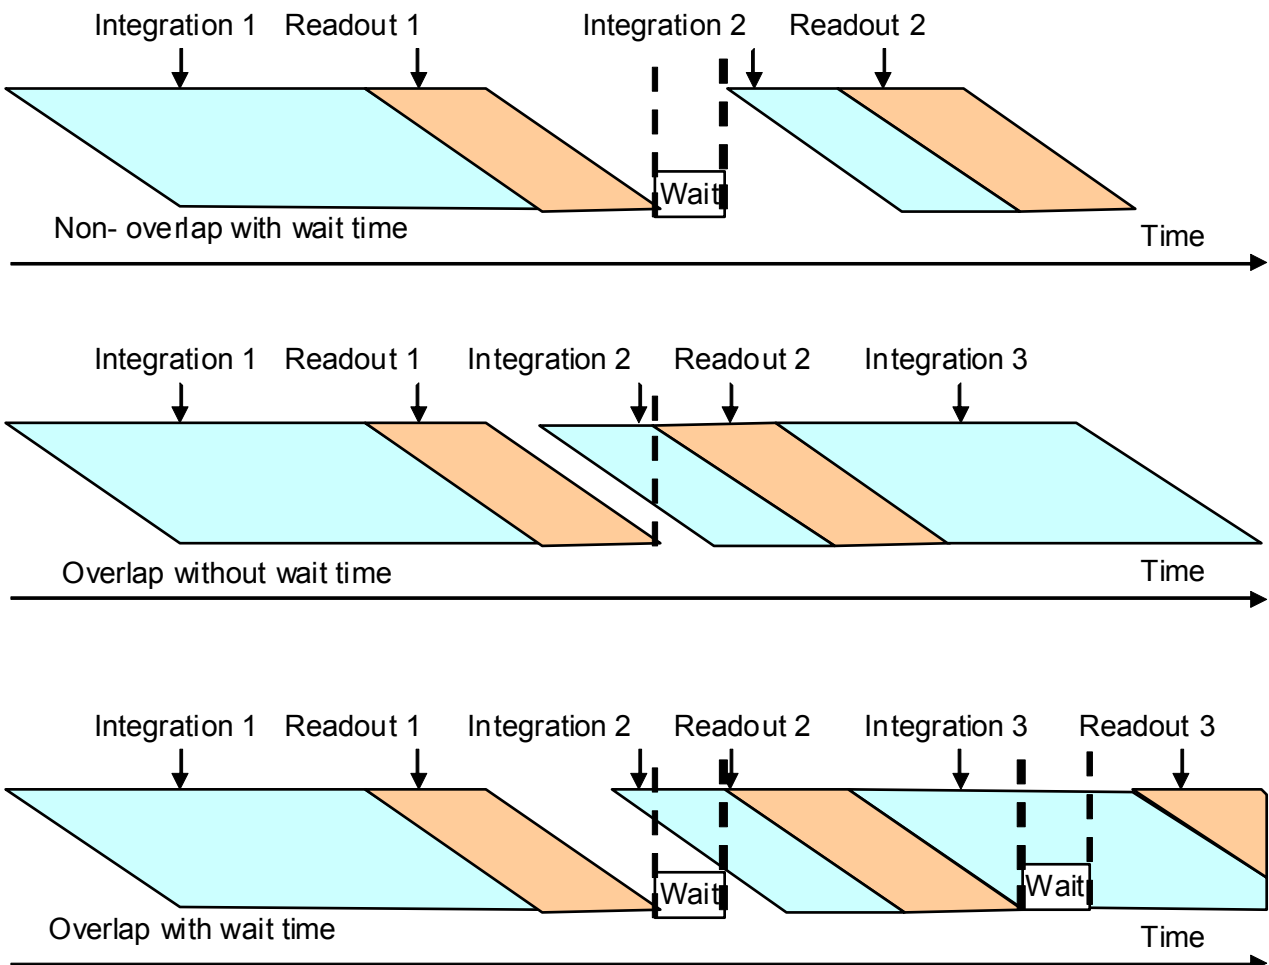 Integration 1 Readout 1 Integration 2 Readout 2
Wait
Non- overlap with wait time
Time
Integration 1 Readout 1 Integration 2 Readout 2 Integration 3
Overlap without wait time
Time
Integration 1 Readout 1 Integration 2 Readout 2 Integration 3 Readout 3
Wait Wait
Overlap with wait time
Time